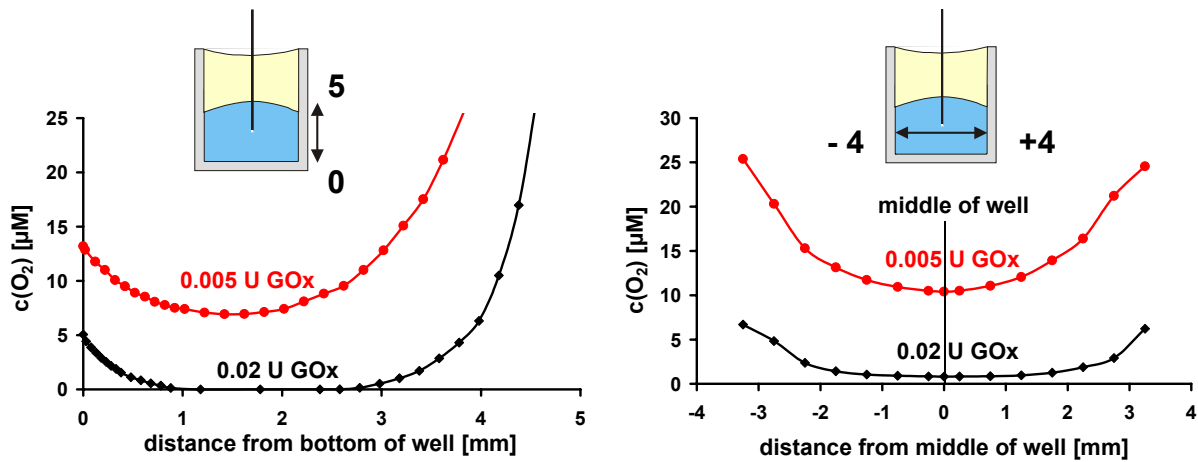 5
0
25
20
15
10
5
0
c(O₂) [µM]
0.005 U GOx
0.02 U GOx
0 1 2 3 4 5
distance from bottom of well [mm]
- 4
+4
30
25
20
15
10
5
0
c(O₂) [µM]
middle of well
0.005 U GOx
0.02 U GOx
-4 -3 -2 -1 0 1 2 3 4
distance from middle of well [mm]